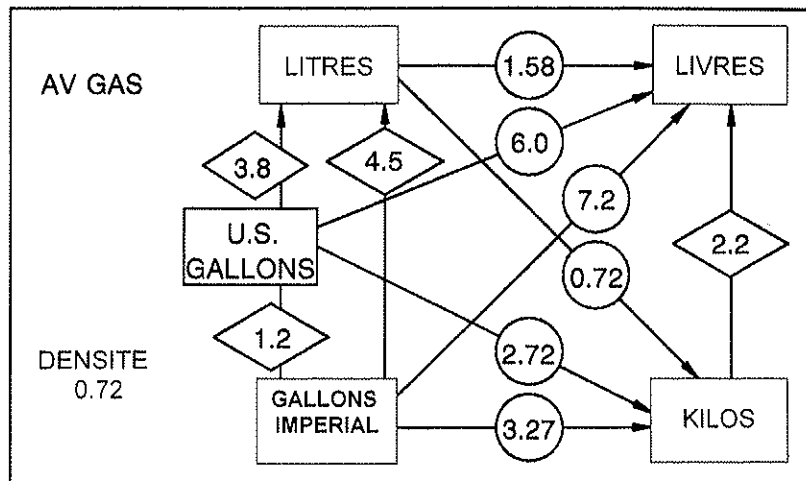 LITRES
1.58
LIVRES
AV GAS
3.8
4.5
6.0
7.2
U.S.
GALLONS
2.2
0.72
1.2
DENSITE
0.72
2.72
GALLONS
IMPERIAL
3.27
KILOS